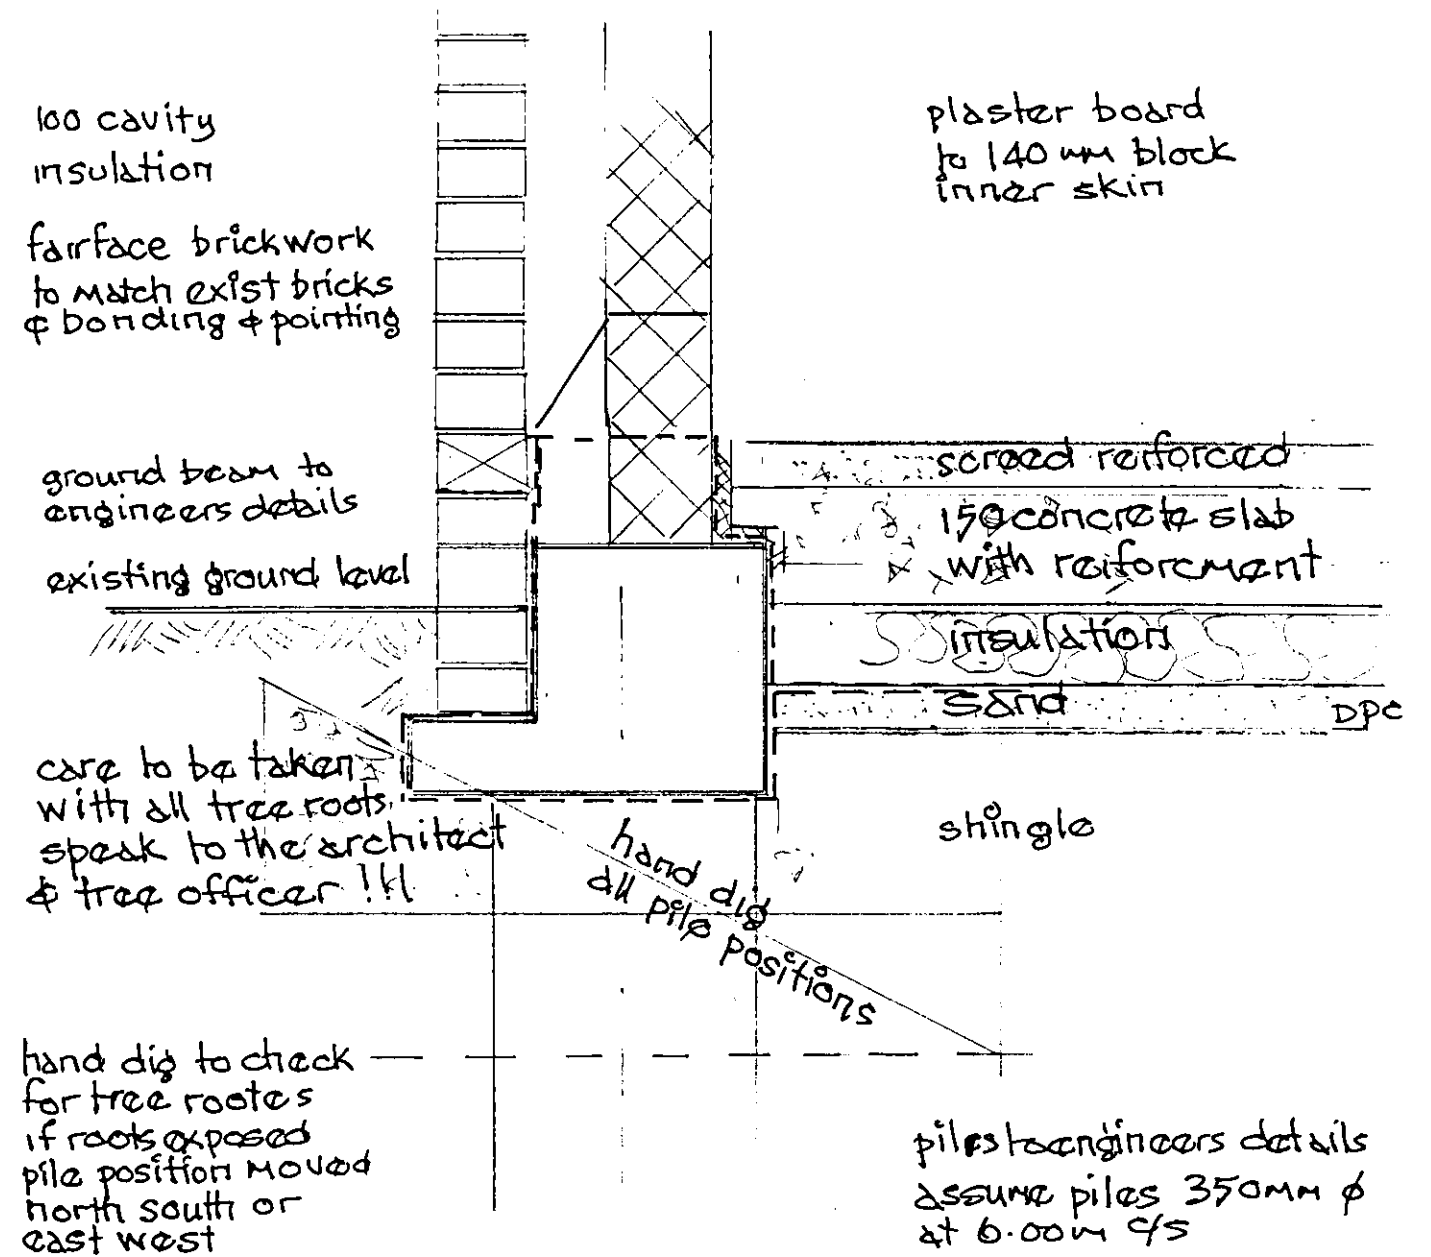 100 cavity
insulation
fairface brickwork
to match exist bricks
& bonding & pointing
ground beam to
engineers details
existing ground level
care to be taken
with all tree roots
speak to the architect
& tree officer !!!
hand dig to check
for tree rootes
if roots exposed
pile position moved
north south or
east west
hand dig
all pile positions
plaster board
to 140 mm block
inner skin
screed reiforced
150 concrete slab
with reiforcment
insulation
sand
DPC
shingle
piles to engineers details
assume piles 350mm φ
at 6.00m c/s